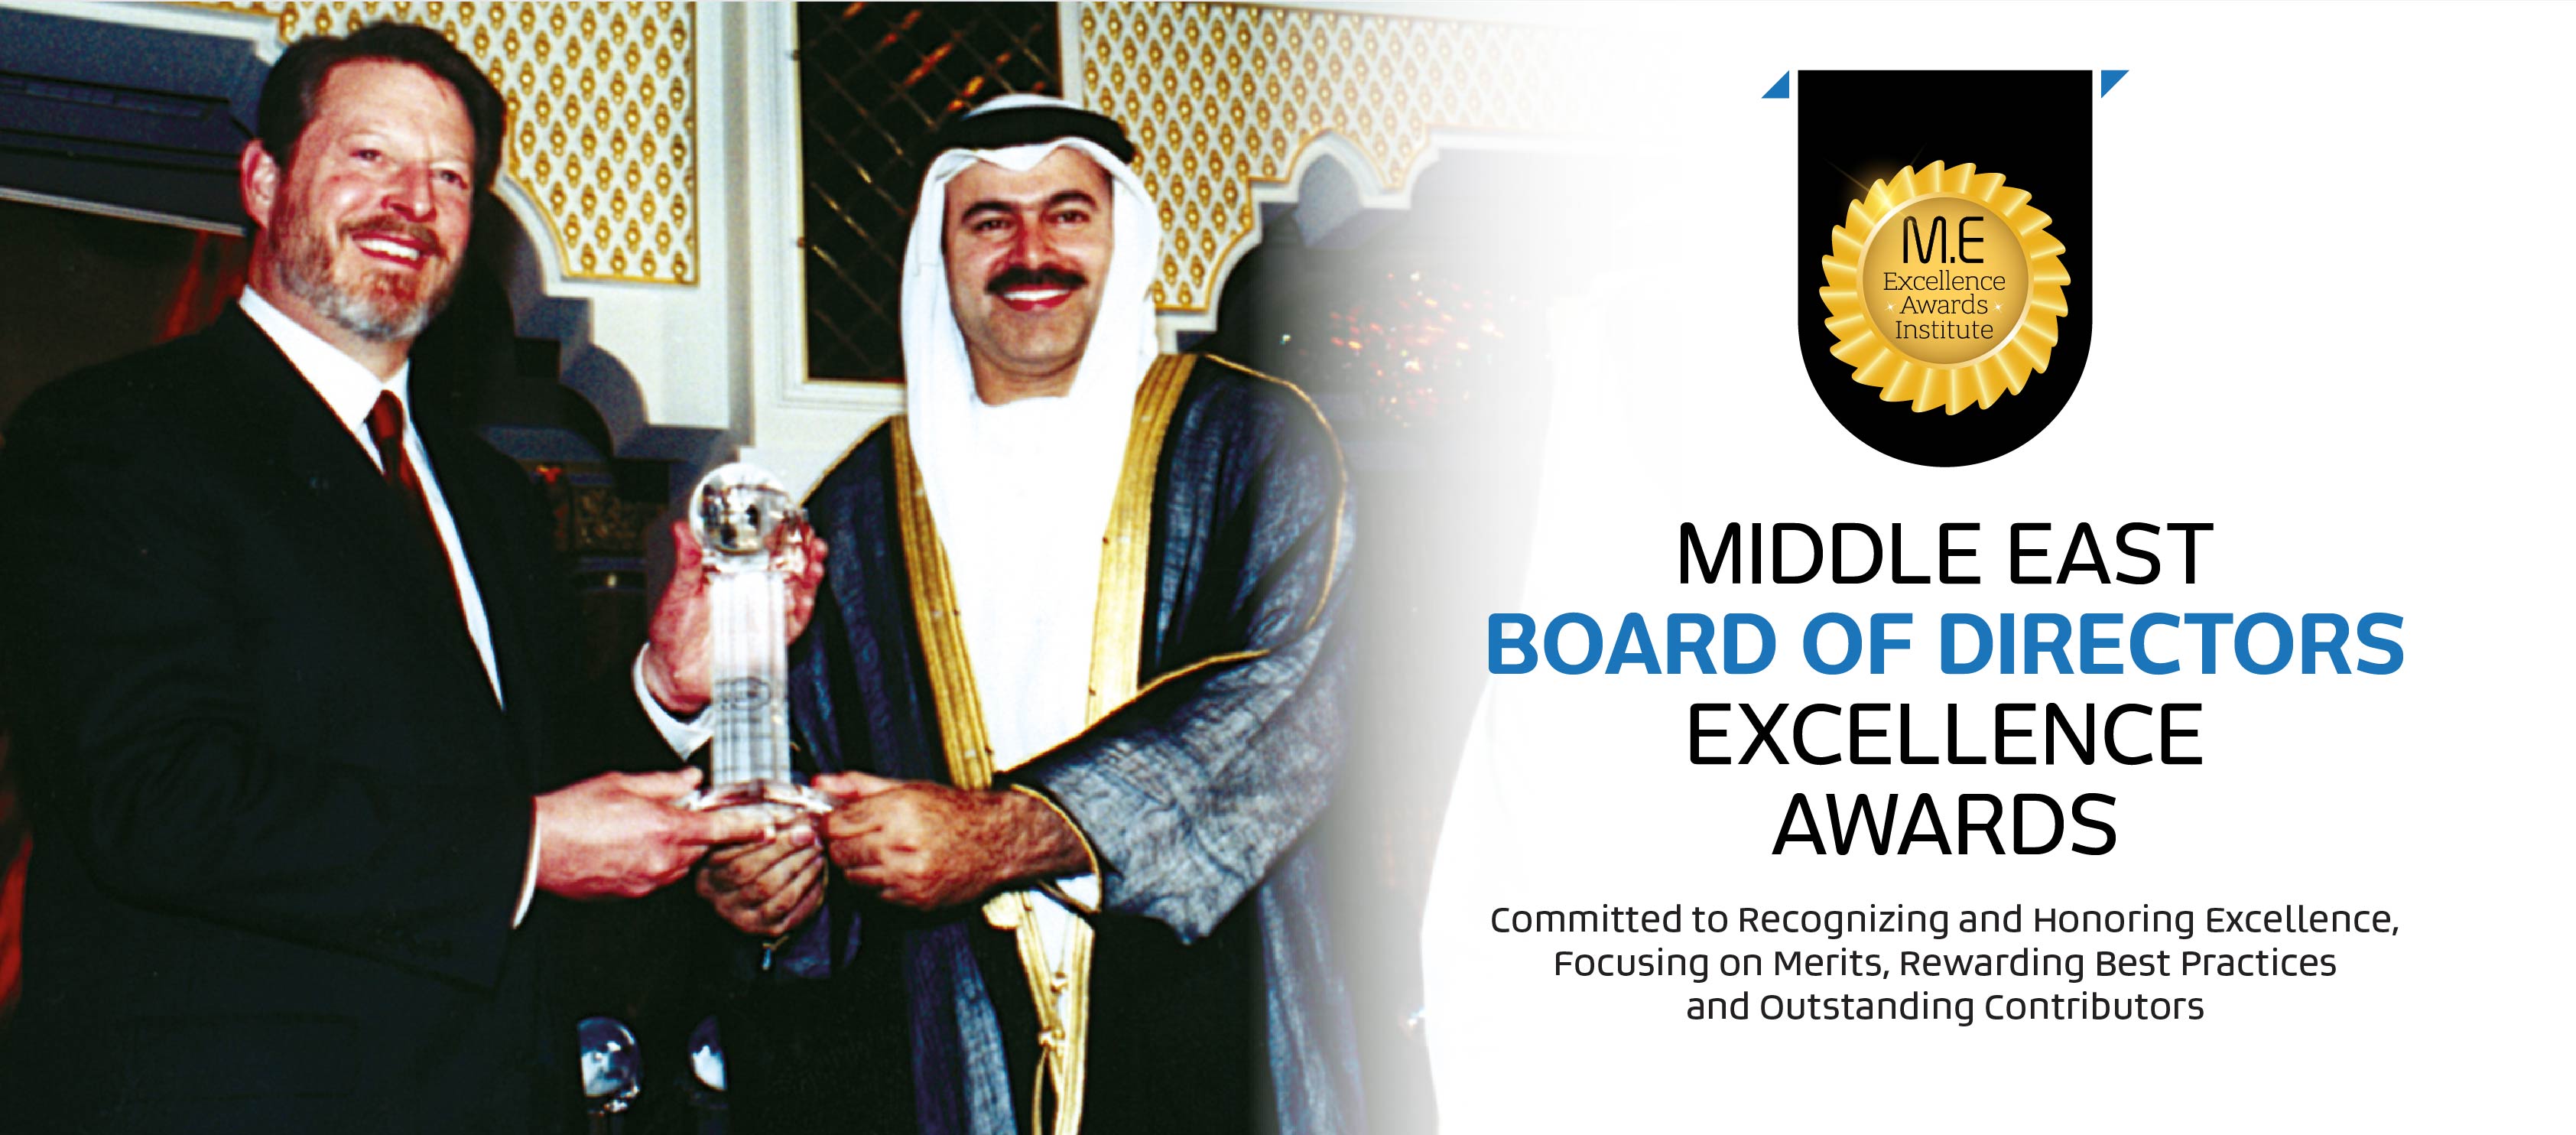 M.E
Excellence
Awards
Institute
MIDDLE EAST
BOARD OF DIRECTORS
EXCELLENCE
AWARDS
Committed to Recognizing and Honoring Excellence,
Focusing on Merits, Rewarding Best Practices
and Outstanding Contributors